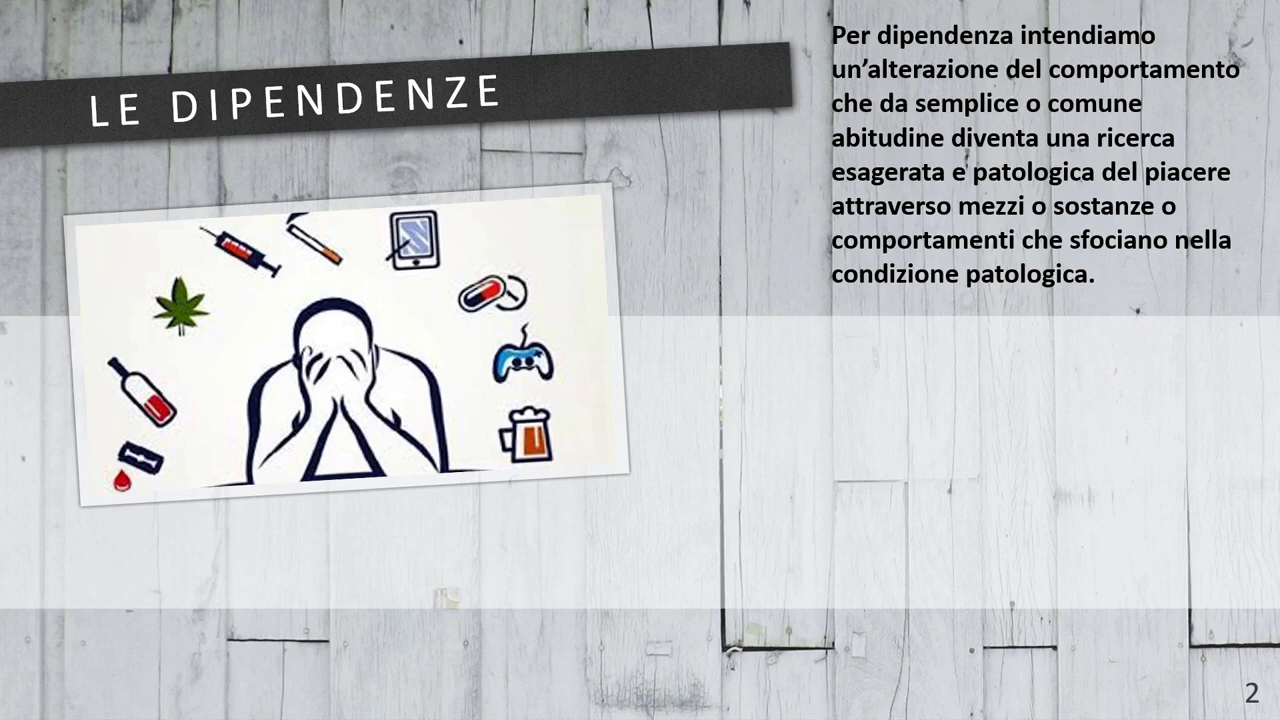 LE DIPENDENZE
Per dipendenza intendiamo
un’alterazione del comportamento
che da semplice o comune
abitudine diventa una ricerca
esagerata e patologica del piacere
attraverso mezzi o sostanze o
comportamenti che sfociano nella
condizione patologica.
2